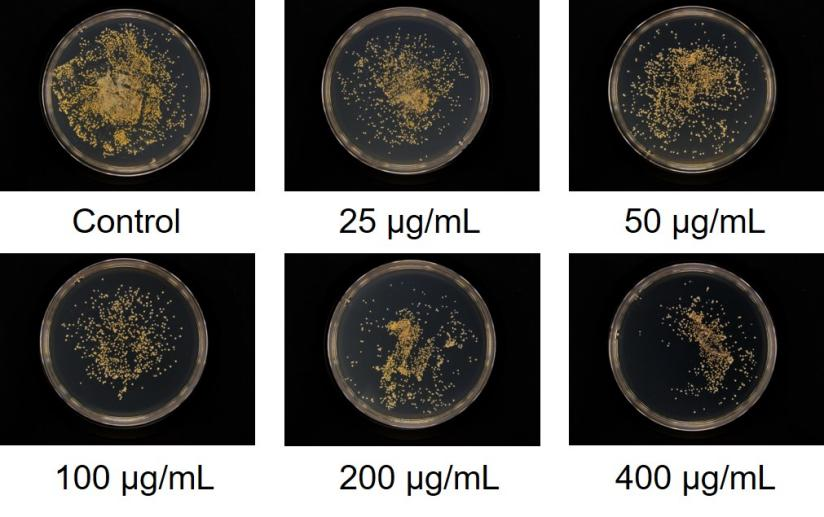 Control
25 μg/mL
50 μg/mL
100 μg/mL
200 μg/mL
400 μg/mL